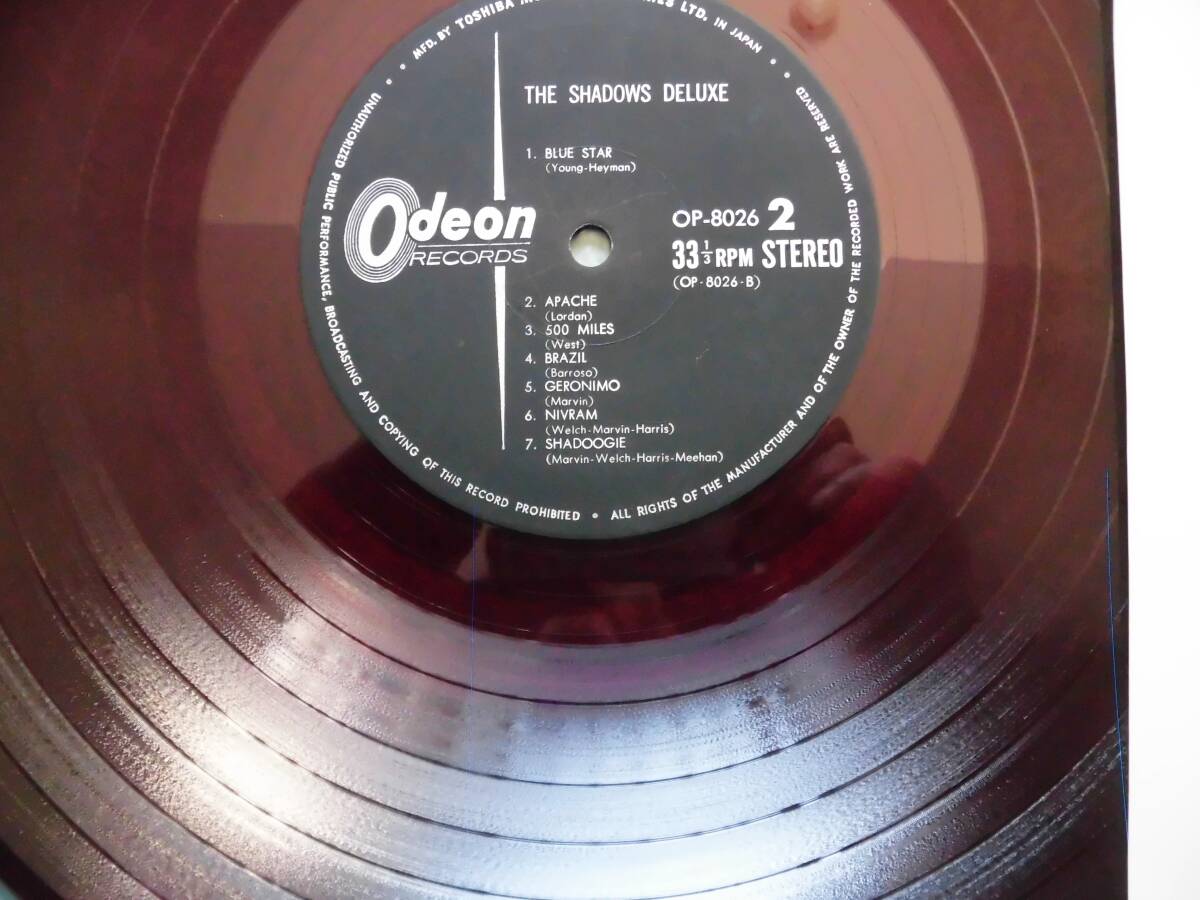 MFD. BY TOSHIBA LTD. IN JAPAN
THE SHADOWS DELUXE
1. BLUE STAR
(Young-Heyman)
Odeon
RECORDS
OP-8026 2
33 1/3 RPM STEREO
(OP-8026-B)
2. APACHE
(Lordan)
3. 500 MILES
(West)
4. BRAZIL
(Barroso)
5. GERONIMO
(Marvin)
6. NIVRAM
(Welch-Marvin-Harris)
7. SHADOOGIE
(Marvin-Welch-Harris-Meehan)
UNAUTHORIZED PUBLIC PERFORMANCE, BROADCASTING AND COPYING OF THIS RECORD PROHIBITED • ALL RIGHTS OF THE MANUFACTURER AND OF THE OWNER OF THE RECORDED WORK ARE RESERVED